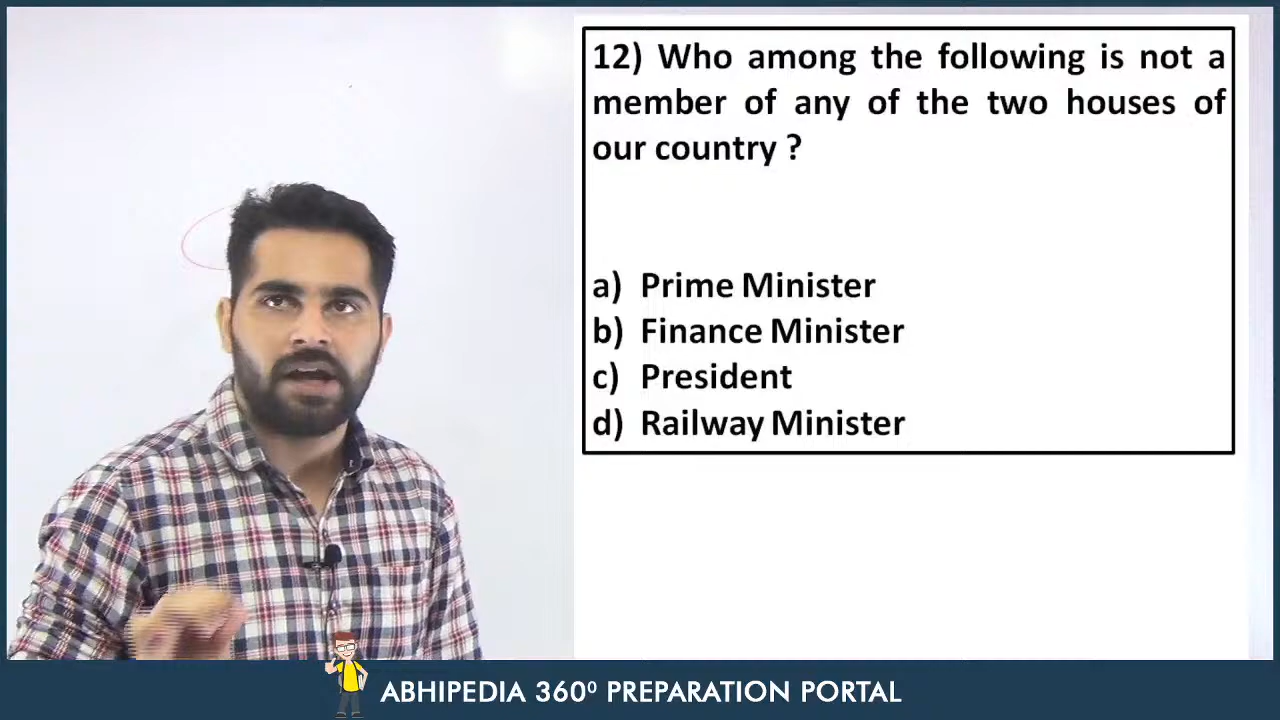 12) Who among the following is not a
member of any of the two houses of
our country ?
a) Prime Minister
b) Finance Minister
c) President
d) Railway Minister
ABHIPEDIA 360⁰ PREPARATION PORTAL